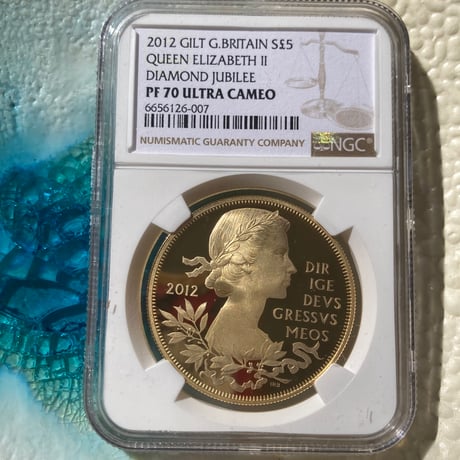 2012 GILT G.BRITAIN S£5
QUEEN ELIZABETH II
DIAMOND JUBILEE
PF 70 ULTRA CAMEO
6656126-007
NUMISMATIC GUARANTY COMPANY
NGC®
2012
DIR
IGE
DEVS
GRESSVS
MEOS